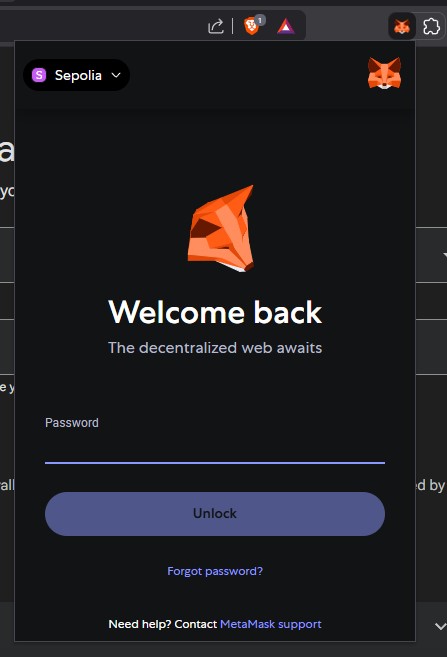 1
S Sepolia
a
yo
Welcome back
The decentralized web awaits
Password
e y
wall
ed by
Unlock
Forgot password?
Need help? Contact MetaMask support